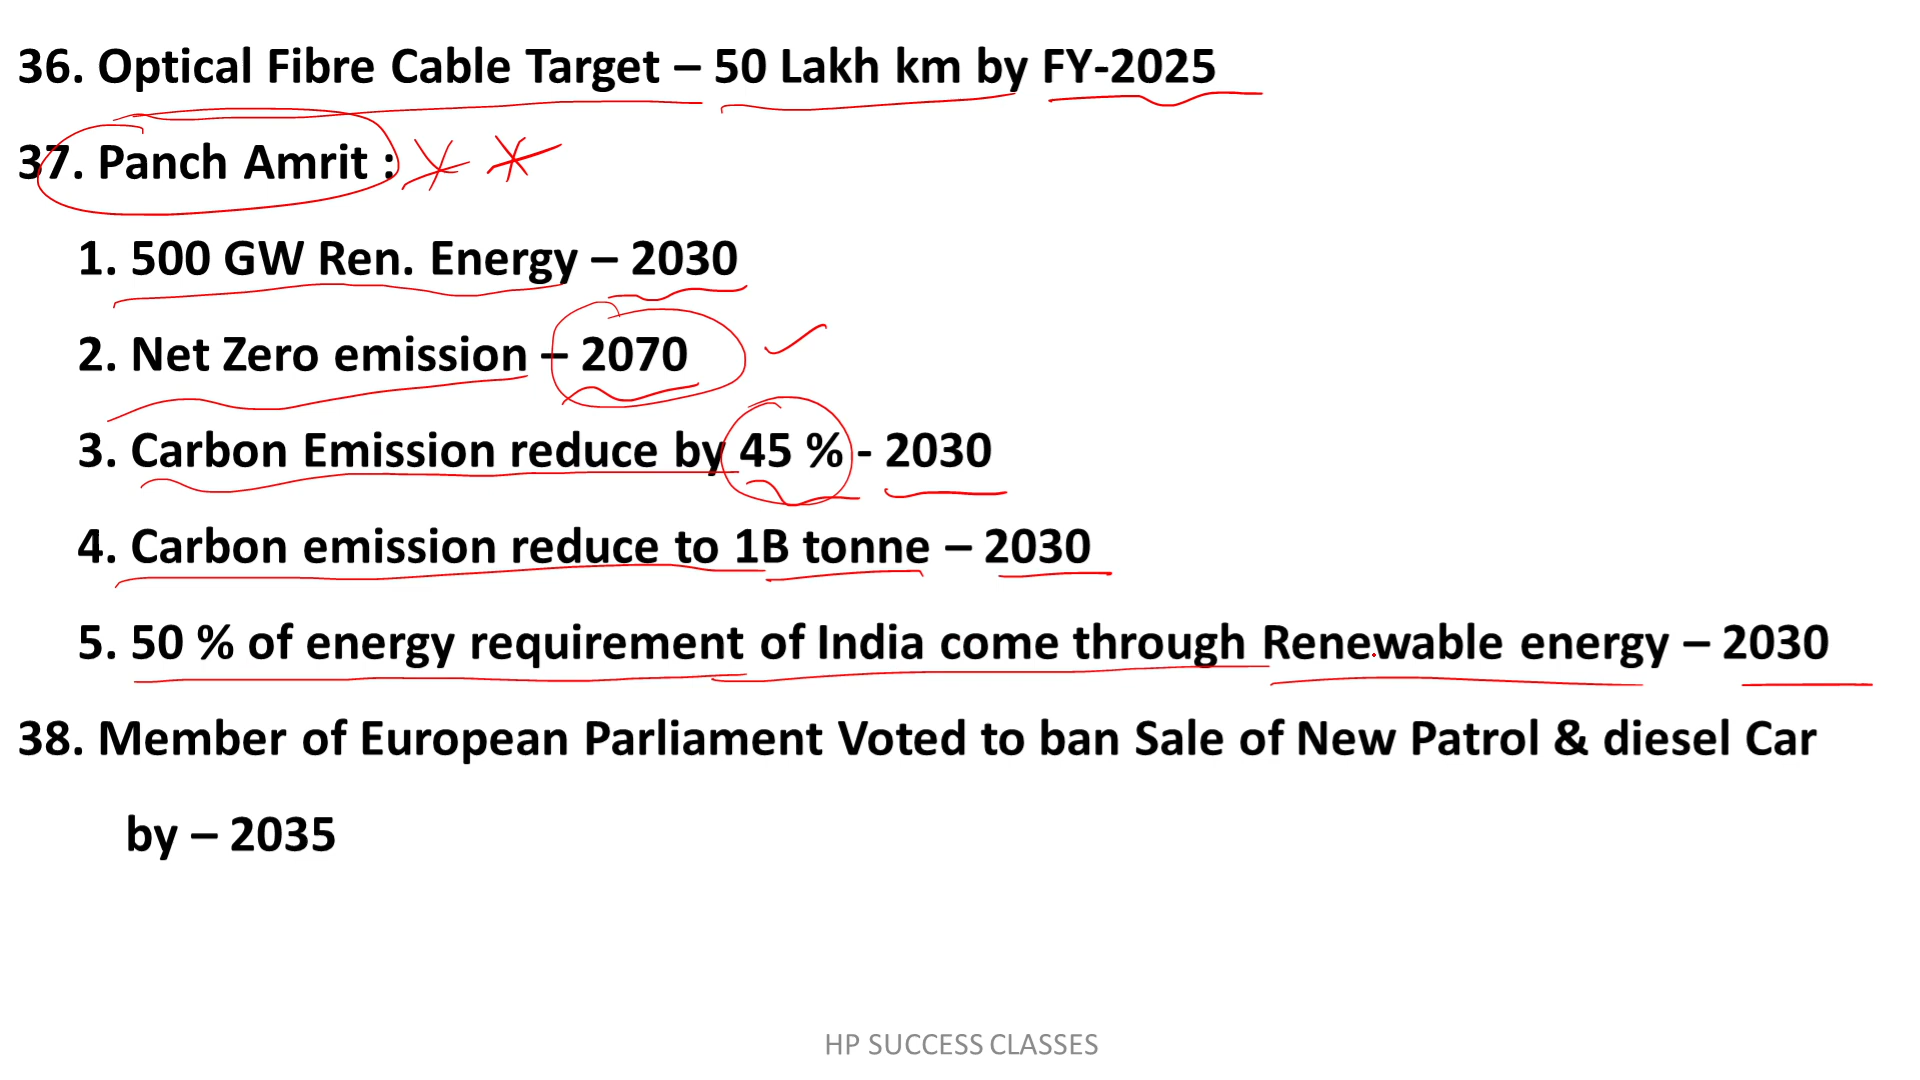 36. Optical Fibre Cable Target – 50 Lakh km by FY-2025
37. Panch Amrit :
1. 500 GW Ren. Energy – 2030
2. Net Zero emission – 2070
3. Carbon Emission reduce by 45 % - 2030
4. Carbon emission reduce to 1B tonne – 2030
5. 50 % of energy requirement of India come through Renewable energy – 2030
38. Member of European Parliament Voted to ban Sale of New Patrol & diesel Car
by – 2035
HP SUCCESS CLASSES